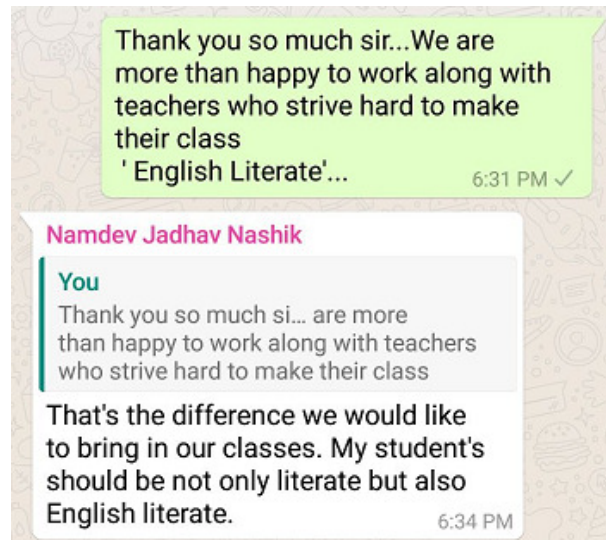 Thank you so much sir...We are
more than happy to work along with
teachers who strive hard to make
their class
' English Literate'...
6:31 PM
Namdev Jadhav Nashik
You
Thank you so much si... are more
than happy to work along with teachers
who strive hard to make their class
That's the difference we would like
to bring in our classes. My student's
should be not only literate but also
English literate.
6:34 PM